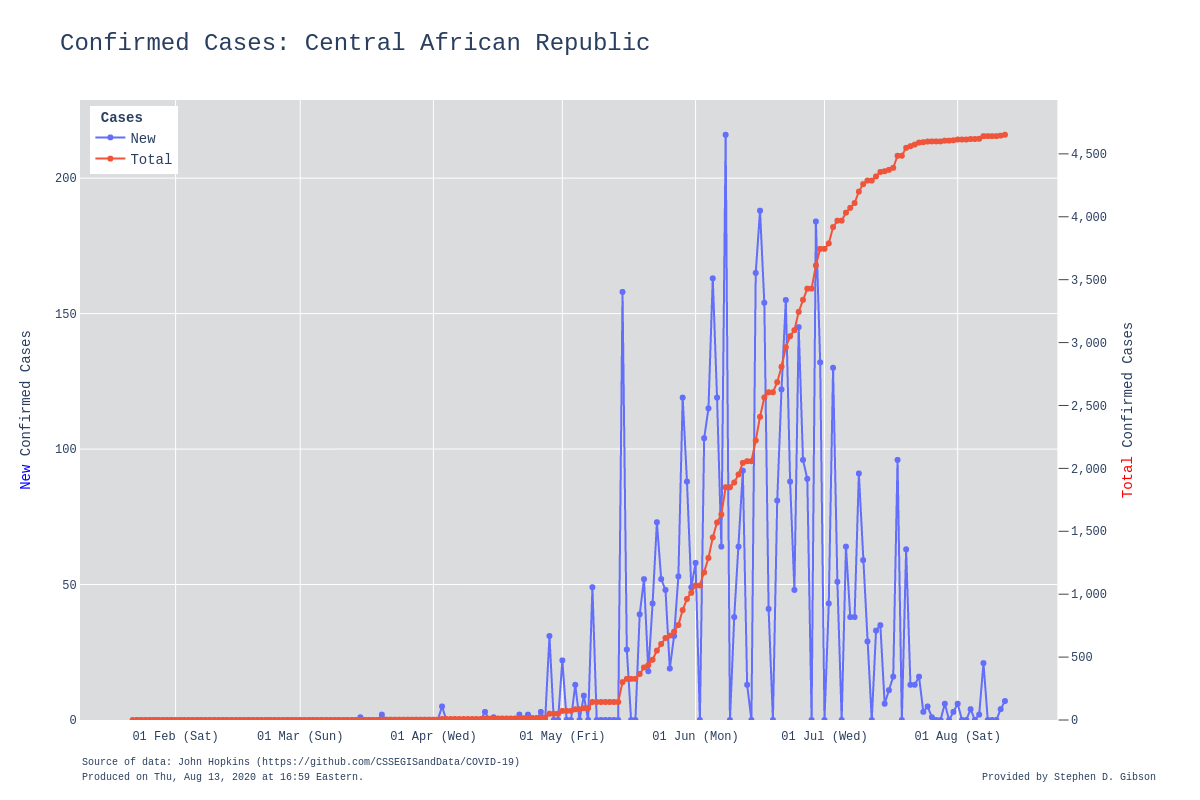 Confirmed Cases: Central African Republic
Cases
New
Total
200
150
100
50
0
4,500
4,000
3,500
3,000
2,500
2,000
1,500
1,000
500
0
New Confirmed Cases
Total Confirmed Cases
01 Feb (Sat) 01 Mar (Sun) 01 Apr (Wed) 01 May (Fri) 01 Jun (Mon) 01 Jul (Wed) 01 Aug (Sat)
Source of data: John Hopkins (https://github.com/CSSEGISandData/COVID-19)
Produced on Thu, Aug 13, 2020 at 16:59 Eastern.
Provided by Stephen D. Gibson